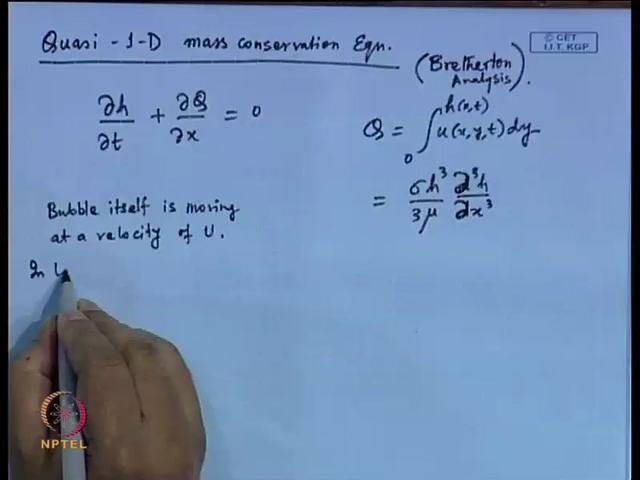 Quasi - 1-D mass conservation Eqn.
© CET
I.I.T. KGP
(Bretherton
Analysis).
∂h/∂t + ∂Q/∂x = 0
Q = ∫₀^h(x,t) u(x,y,t) dy
= σh³/3μ ∂³h/∂x³
Bubble itself is moving
at a velocity of U.
In
NPTEL